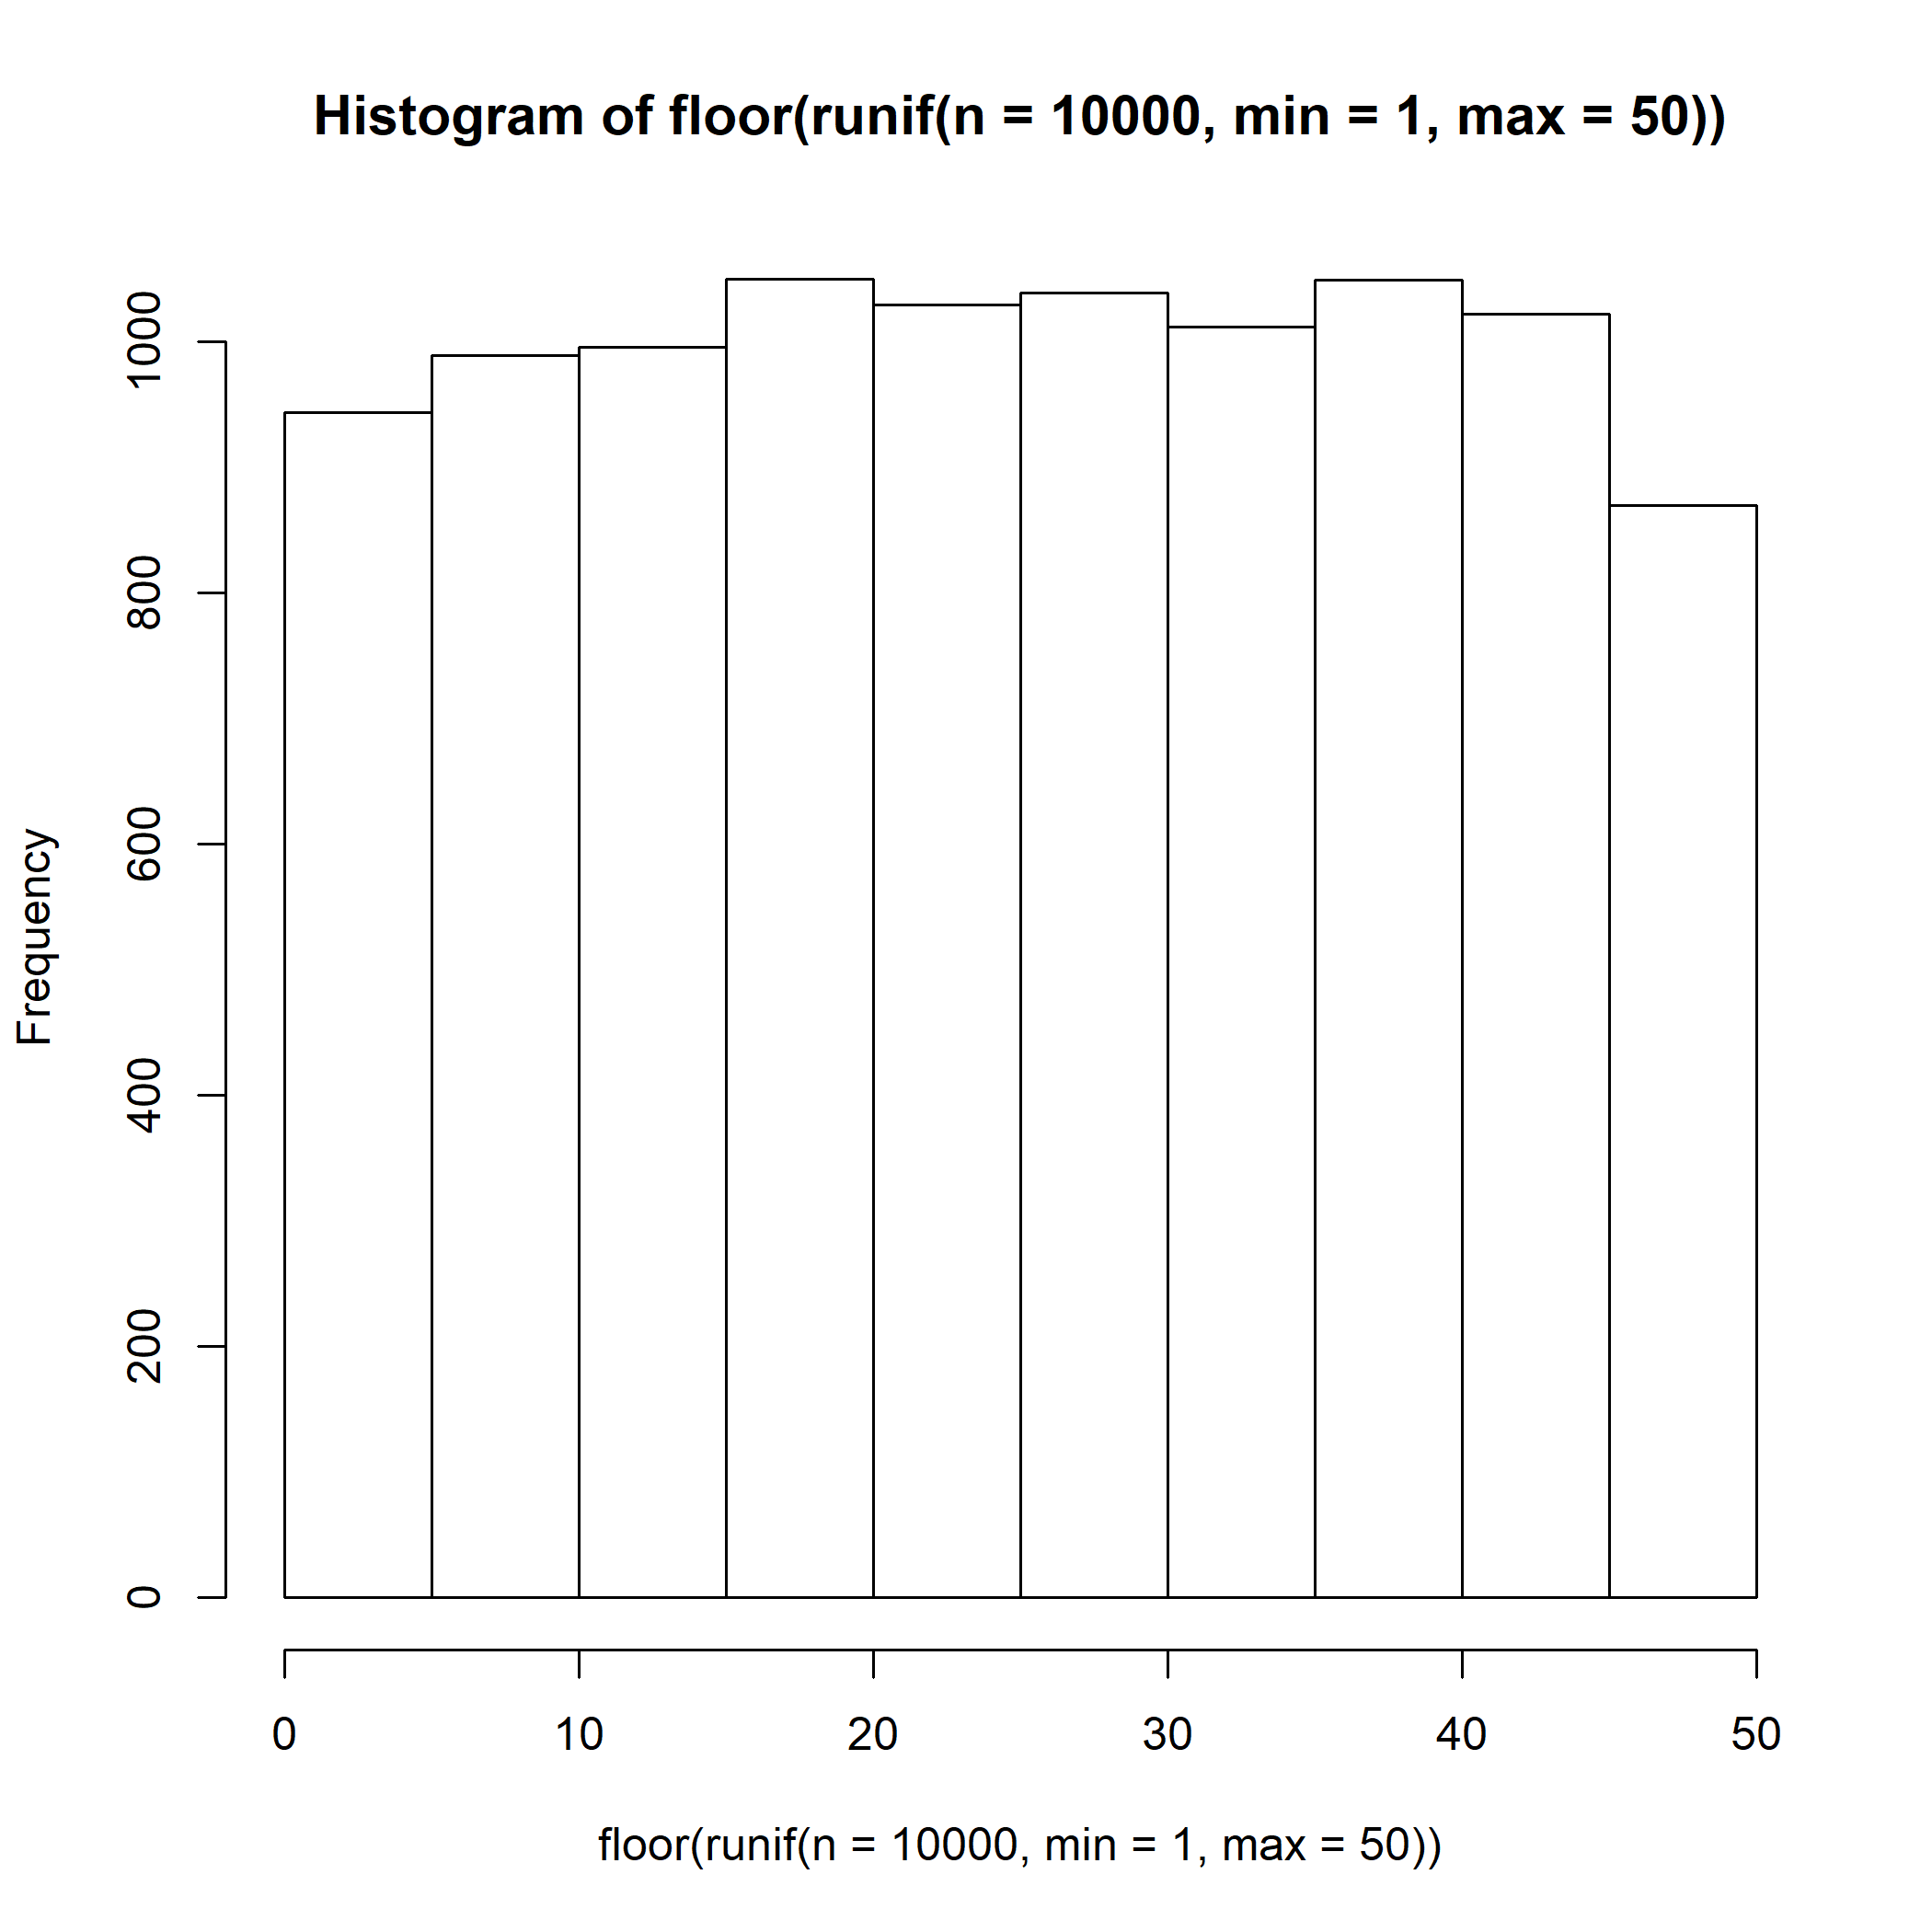 Histogram of floor(runif(n = 10000, min = 1, max = 50))
Frequency
1000
800
600
400
200
0
0 10 20 30 40 50
floor(runif(n = 10000, min = 1, max = 50))